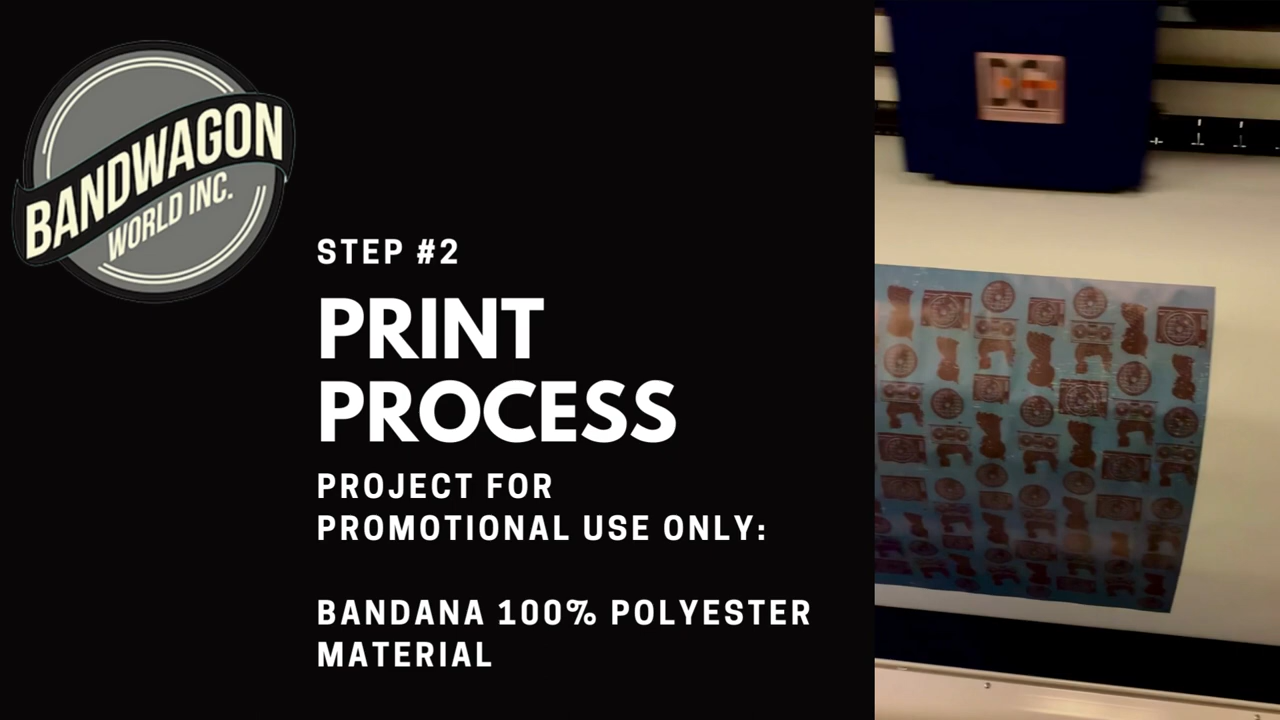 BANDWAGON
WORLD INC.
STEP #2
PRINT
PROCESS
PROJECT FOR
PROMOTIONAL USE ONLY:
BANDANA 100% POLYESTER
MATERIAL